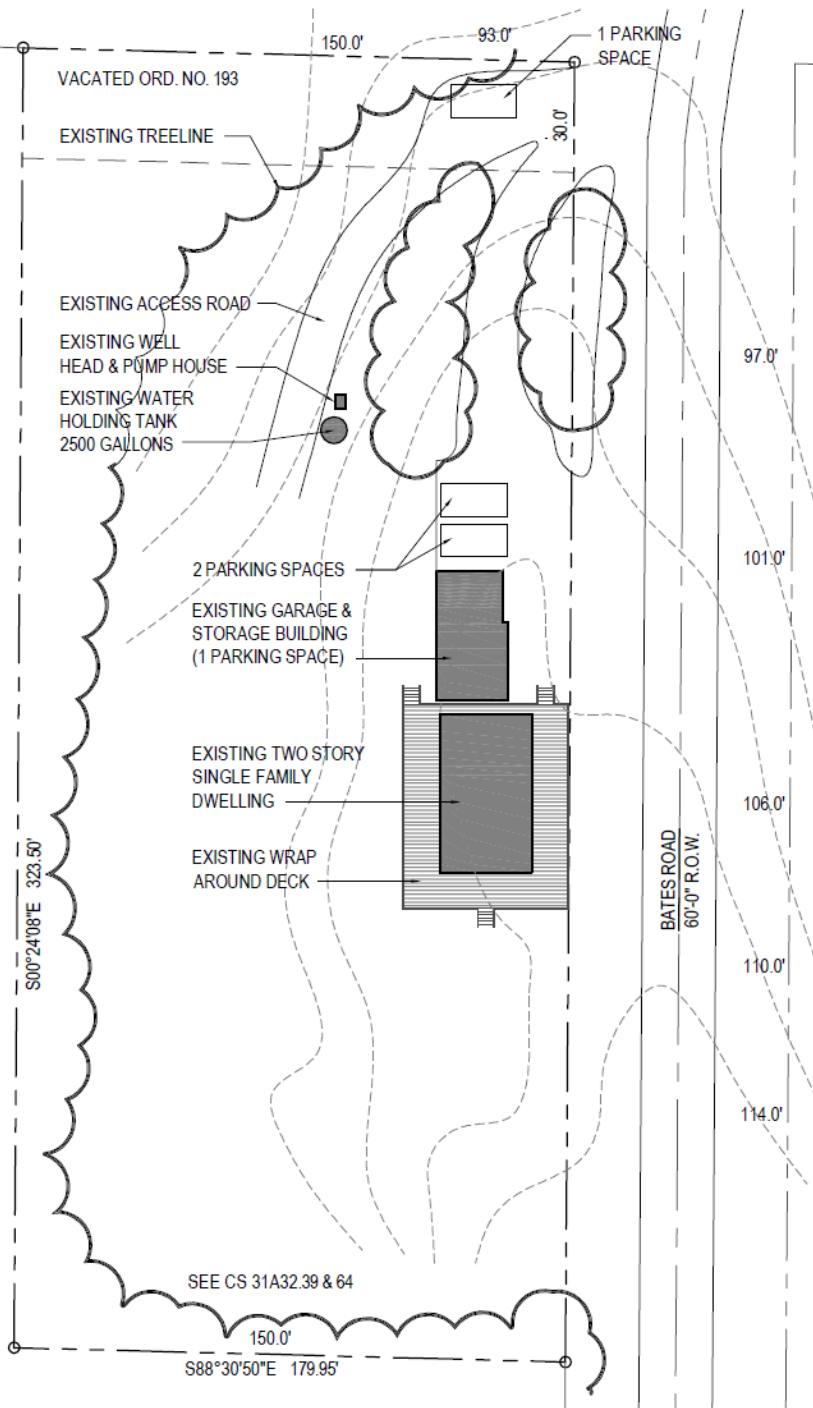 150.0'
93.0'
1 PARKING
SPACE
VACATED ORD. NO. 193
30.0'
EXISTING TREELINE
EXISTING ACCESS ROAD
EXISTING WELL
HEAD & PUMP HOUSE
97.0'
EXISTING WATER
HOLDING TANK
2500 GALLONS
101.0'
2 PARKING SPACES
EXISTING GARAGE &
STORAGE BUILDING
(1 PARKING SPACE)
EXISTING TWO STORY
SINGLE FAMILY
DWELLING
106.0'
EXISTING WRAP
AROUND DECK
BATES ROAD
60'-0" R.O.W.
S00°24'08"E 323.50'
110.0'
114.0'
SEE CS 31A32.39 & 64
150.0'
S88°30'50"E 179.95'